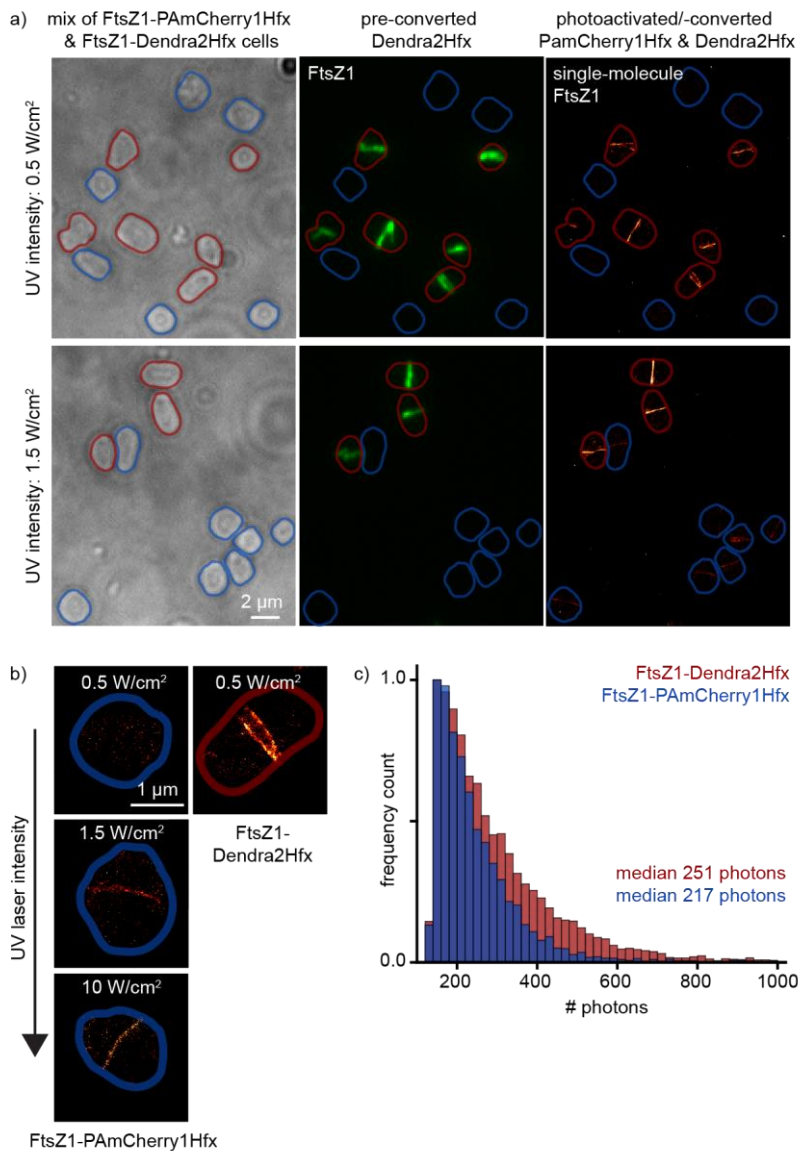 a)
mix of FtsZ1-PAmCherry1Hfx
& FtsZ1-Dendra2Hfx cells
pre-converted
Dendra2Hfx
photoactivated/-converted
PamCherry1Hfx & Dendra2Hfx
UV intensity: 0.5 W/cm²
FtsZ1
single-molecule
FtsZ1
UV intensity: 1.5 W/cm²
2 µm
b)
UV laser intensity
0.5 W/cm²
1 µm
0.5 W/cm²
FtsZ1-
Dendra2Hfx
1.5 W/cm²
10 W/cm²
FtsZ1-PAmCherry1Hfx
c)
FtsZ1-Dendra2Hfx
FtsZ1-PAmCherry1Hfx
1.0
frequency count
median 251 photons
median 217 photons
0.0
200
400
600
800
1000
# photons